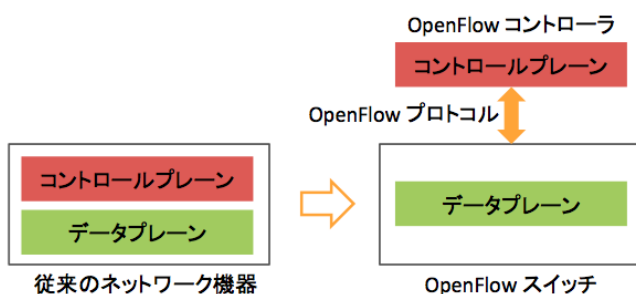 OpenFlow コントローラ
コントロールプレーン
OpenFlow プロトコル
コントロールプレーン
データプレーン
従来のネットワーク機器
データプレーン
OpenFlow スイッチ